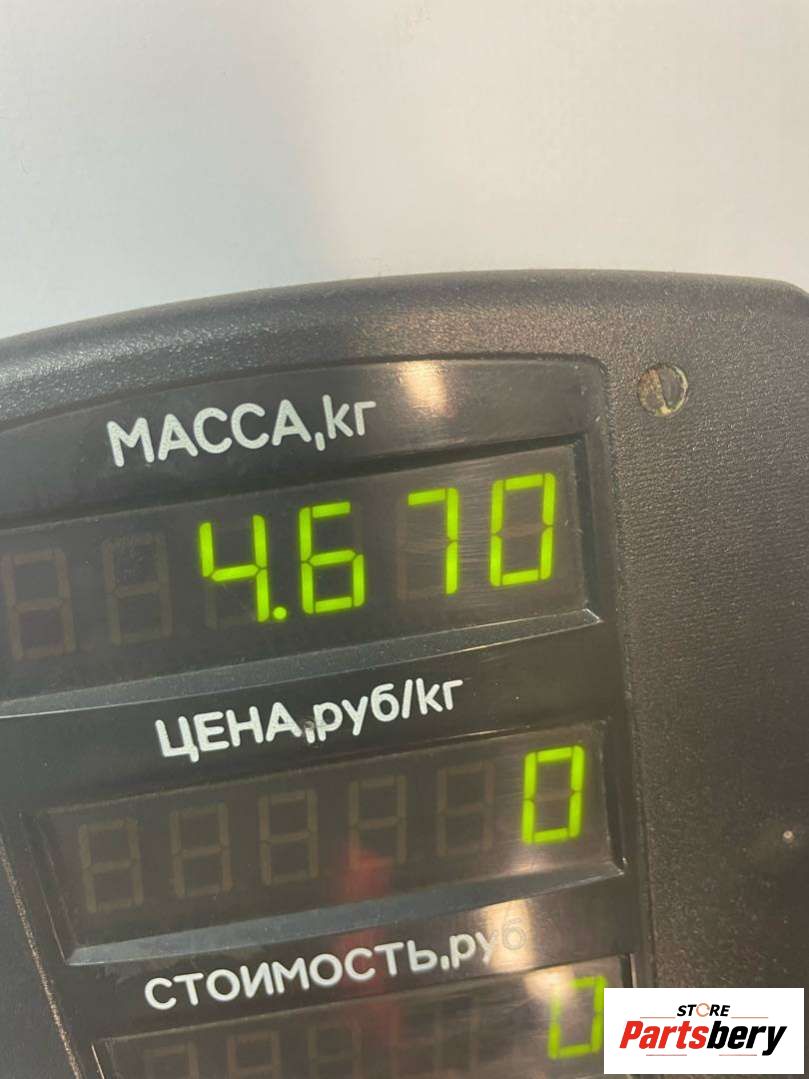 МАССА,кг
4.670
ЦЕНА,руб/кг
0
СТОИМОСТЬ,руб
0
STORE
Partsbery